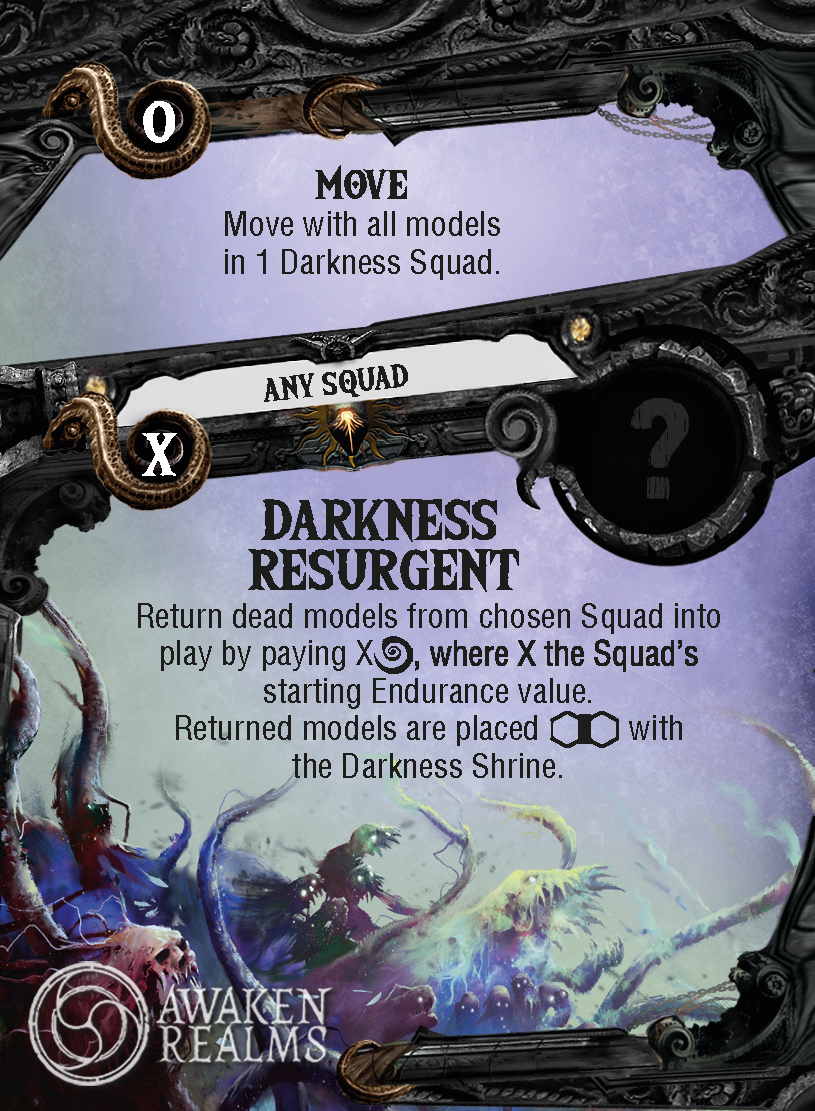 0
MOVE
Move with all models
in 1 Darkness Squad.
ANY SQUAD
?
X
DARKNESS
RESURGENT
Return dead models from chosen Squad into
play by paying X, where X the Squad's
starting Endurance value.
Returned models are placed with
the Darkness Shrine.
AWAKEN
REALMS